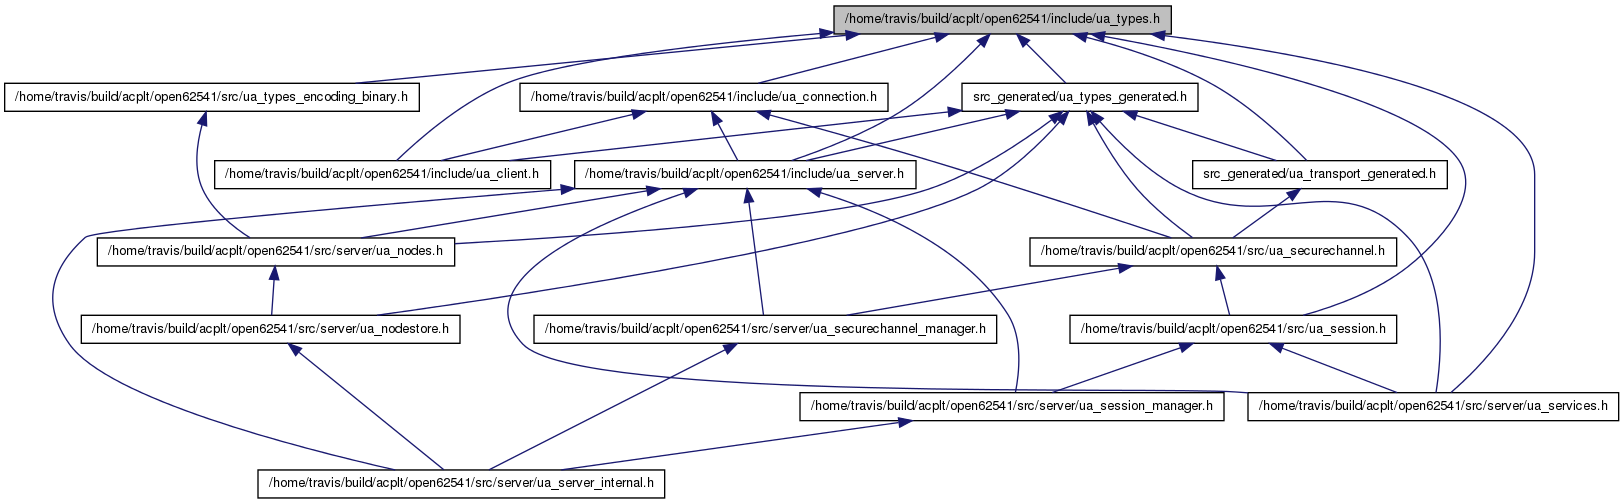 /home/travis/build/acplt/open62541/include/ua_types.h
/home/travis/build/acplt/open62541/src/ua_types_encoding_binary.h
/home/travis/build/acplt/open62541/include/ua_connection.h
src_generated/ua_types_generated.h
/home/travis/build/acplt/open62541/include/ua_client.h
/home/travis/build/acplt/open62541/include/ua_server.h
src_generated/ua_transport_generated.h
/home/travis/build/acplt/open62541/src/server/ua_nodes.h
/home/travis/build/acplt/open62541/src/ua_securechannel.h
/home/travis/build/acplt/open62541/src/server/ua_nodestore.h
/home/travis/build/acplt/open62541/src/server/ua_securechannel_manager.h
/home/travis/build/acplt/open62541/src/ua_session.h
/home/travis/build/acplt/open62541/src/server/ua_session_manager.h
/home/travis/build/acplt/open62541/src/server/ua_services.h
/home/travis/build/acplt/open62541/src/server/ua_server_internal.h